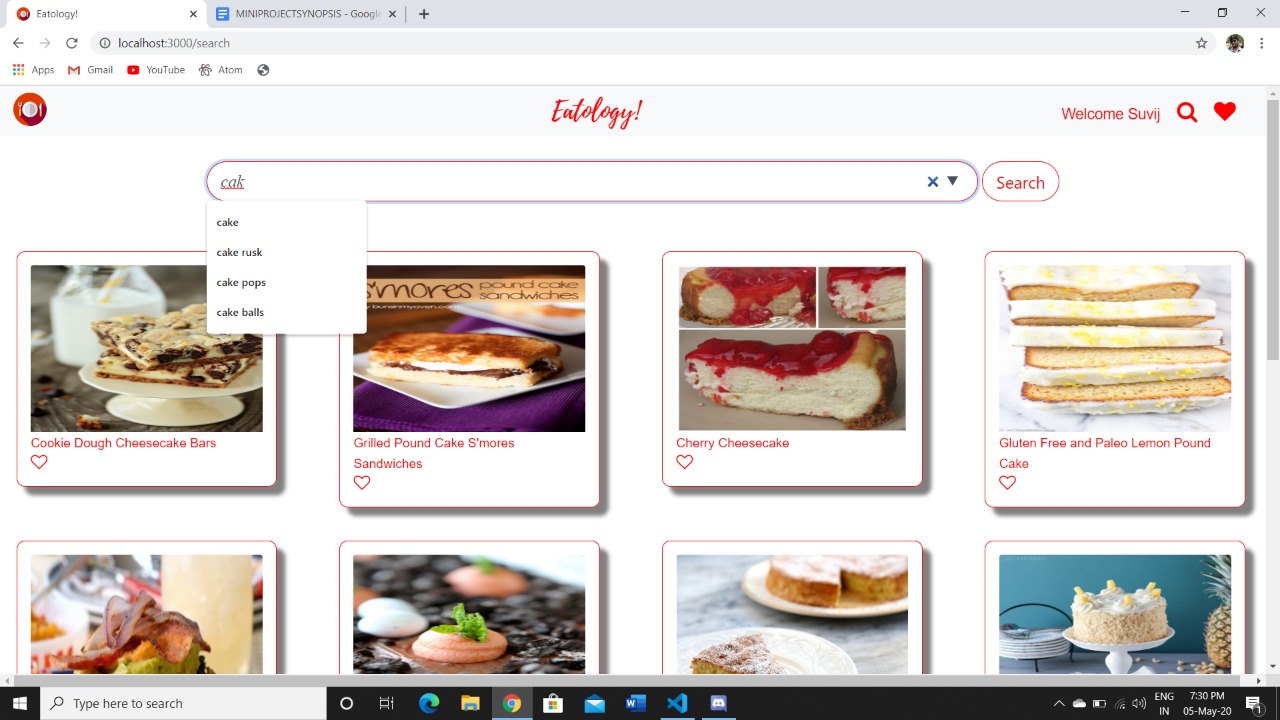 Eatology!
MINIPROJECTSYNOPSIS - Google
localhost:3000/search
Apps
Gmail
YouTube
Atom
Eatology!
Welcome Suvij
cak
Search
cake
cake rusk
cake pops
cake balls
s'mores pound cake
sandwiches
Cookie Dough Cheesecake Bars
Grilled Pound Cake S'mores
Sandwiches
Cherry Cheesecake
Gluten Free and Paleo Lemon Pound
Cake
Type here to search
ENG
IN
7:30 PM
05-May-20
1